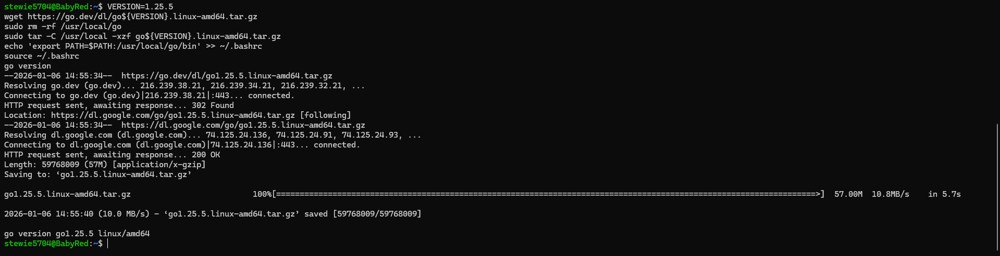 stewie5704@BabyRed:~$ VERSION=1.25.5
wget https://go.dev/dl/go${VERSION}.linux-amd64.tar.gz
sudo rm -rf /usr/local/go
sudo tar -C /usr/local -xzf go${VERSION}.linux-amd64.tar.gz
echo 'export PATH=$PATH:/usr/local/go/bin' >> ~/.bashrc
source ~/.bashrc
go version
--2026-01-06 14:55:34--  https://go.dev/dl/go1.25.5.linux-amd64.tar.gz
Resolving go.dev (go.dev)... 216.239.38.21, 216.239.34.21, 216.239.32.21, ...
Connecting to go.dev (go.dev)|216.239.38.21|:443... connected.
HTTP request sent, awaiting response... 302 Found
Location: https://dl.google.com/go/go1.25.5.linux-amd64.tar.gz [following]
--2026-01-06 14:55:34--  https://dl.google.com/go/go1.25.5.linux-amd64.tar.gz
Resolving dl.google.com (dl.google.com)... 74.125.24.136, 74.125.24.91, 74.125.24.93, ...
Connecting to dl.google.com (dl.google.com)|74.125.24.136|:443... connected.
HTTP request sent, awaiting response... 200 OK
Length: 59768009 (57M) [application/x-gzip]
Saving to: ‘go1.25.5.linux-amd64.tar.gz’
go1.25.5.linux-amd64.tar.gz 100%[===================================================================================================================>] 57.00M 10.8MB/s in 5.7s
2026-01-06 14:55:40 (10.0 MB/s) - ‘go1.25.5.linux-amd64.tar.gz’ saved [59768009/59768009]
go version go1.25.5 linux/amd64
stewie5704@BabyRed:~$